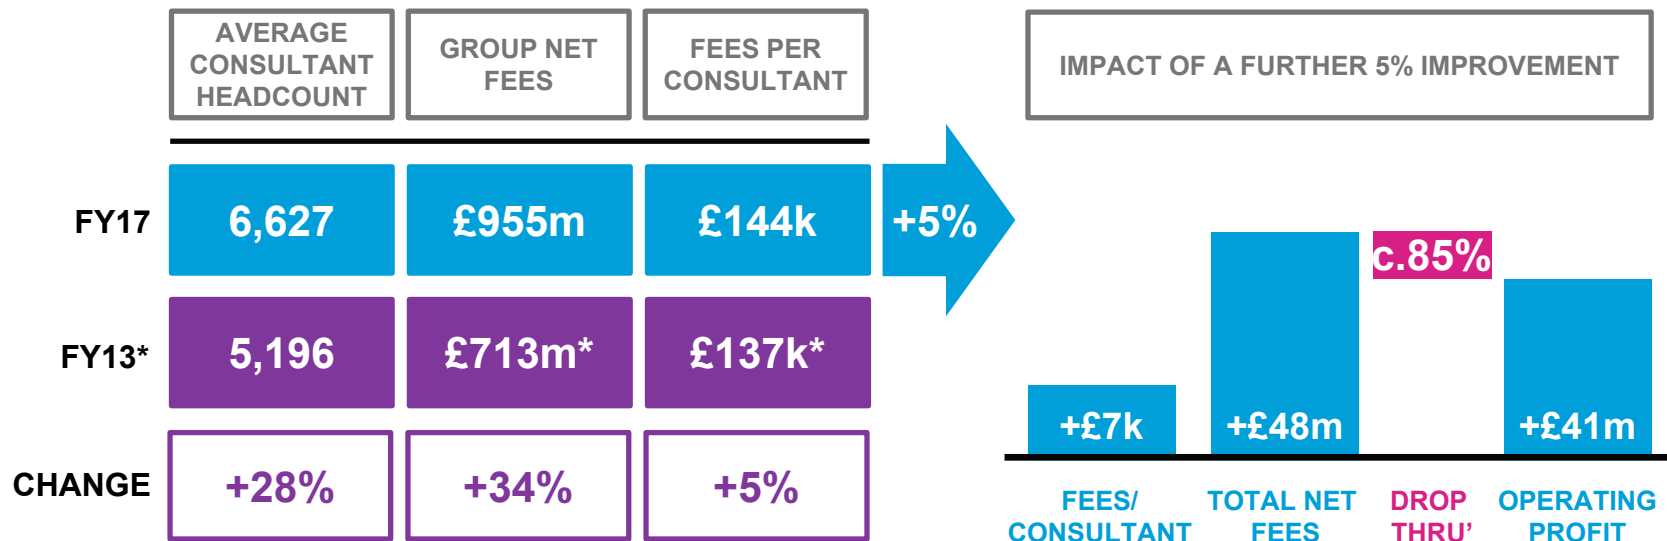 AVERAGE
CONSULTANT
HEADCOUNT
GROUP NET
FEES
FEES PER
CONSULTANT
IMPACT OF A FURTHER 5% IMPROVEMENT
FY17
6,627
£955m
£144k
+5%
FY13*
5,196
£713m*
£137k*
CHANGE
+28%
+34%
+5%
c.85%
+£7k
+£48m
+£41m
FEES/
CONSULTANT
TOTAL NET
FEES
DROP
THRU’
OPERATING
PROFIT